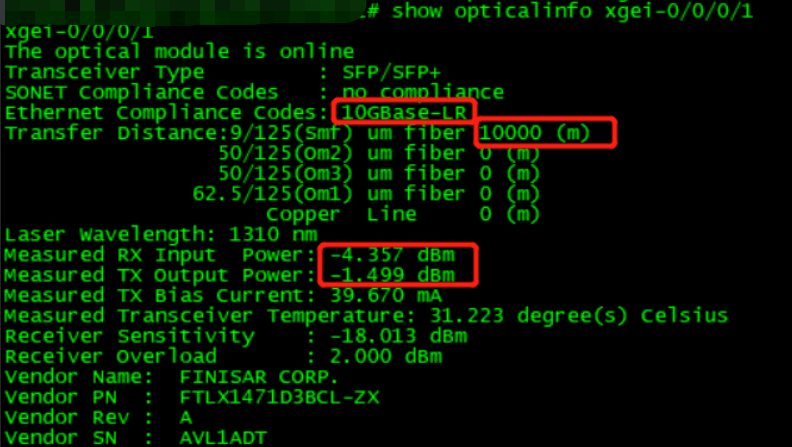 # show opticalinfo xgei-0/0/0/1
xgei-0/0/0/1
The optical module is online
Transceiver Type : SFP/SFP+
SONET Compliance Codes : no compliance
Ethernet Compliance Codes: 10GBase-LR
Transfer Distance:9/125(Smf) um fiber 10000 (m)
50/125(Om2) um fiber 0 (m)
50/125(Om3) um fiber 0 (m)
62.5/125(Om1) um fiber 0 (m)
Copper Line 0 (m)
Laser Wavelength: 1310 nm
Measured RX Input Power: -4.357 dBm
Measured TX Output Power: -1.499 dBm
Measured TX Bias Current: 39.670 mA
Measured Transceiver Temperature: 31.223 degree(s) Celsius
Receiver Sensitivity : -18.013 dBm
Receiver Overload : 2.000 dBm
Vendor Name: FINISAR CORP.
Vendor PN : FTLX1471D3BCL-ZX
Vendor Rev : A
Vendor SN : AVL1ADT